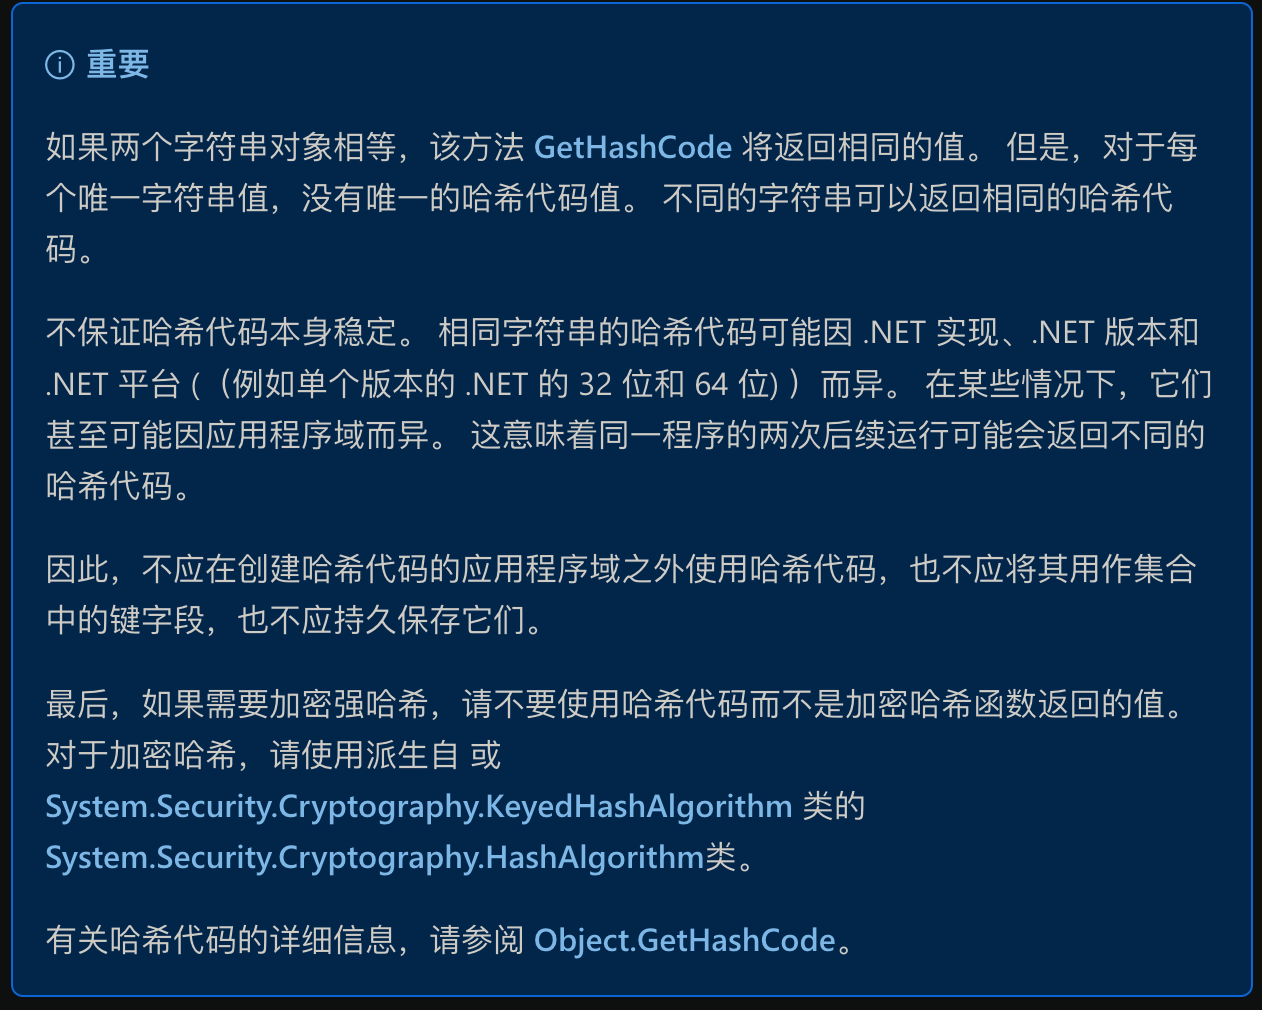 重要
如果两个字符串对象相等，该方法 GetHashCode 将返回相同的值。 但是，对于每
个唯一字符串值，没有唯一的哈希代码值。 不同的字符串可以返回相同的哈希代
码。
不保证哈希代码本身稳定。 相同字符串的哈希代码可能因 .NET 实现、.NET 版本和
.NET 平台 (（例如单个版本的 .NET 的 32 位和 64 位) ）而异。 在某些情况下，它们
甚至可能因应用程序域而异。 这意味着同一程序的两次后续运行可能会返回不同的
哈希代码。
因此，不应在创建哈希代码的应用程序域之外使用哈希代码，也不应将其用作集合
中的键字段，也不应持久保存它们。
最后，如果需要加密强哈希，请不要使用哈希代码而不是加密哈希函数返回的值。
对于加密哈希，请使用派生自 或
System.Security.Cryptography.KeyedHashAlgorithm 类的
System.Security.Cryptography.HashAlgorithm类。
有关哈希代码的详细信息，请参阅 Object.GetHashCode。